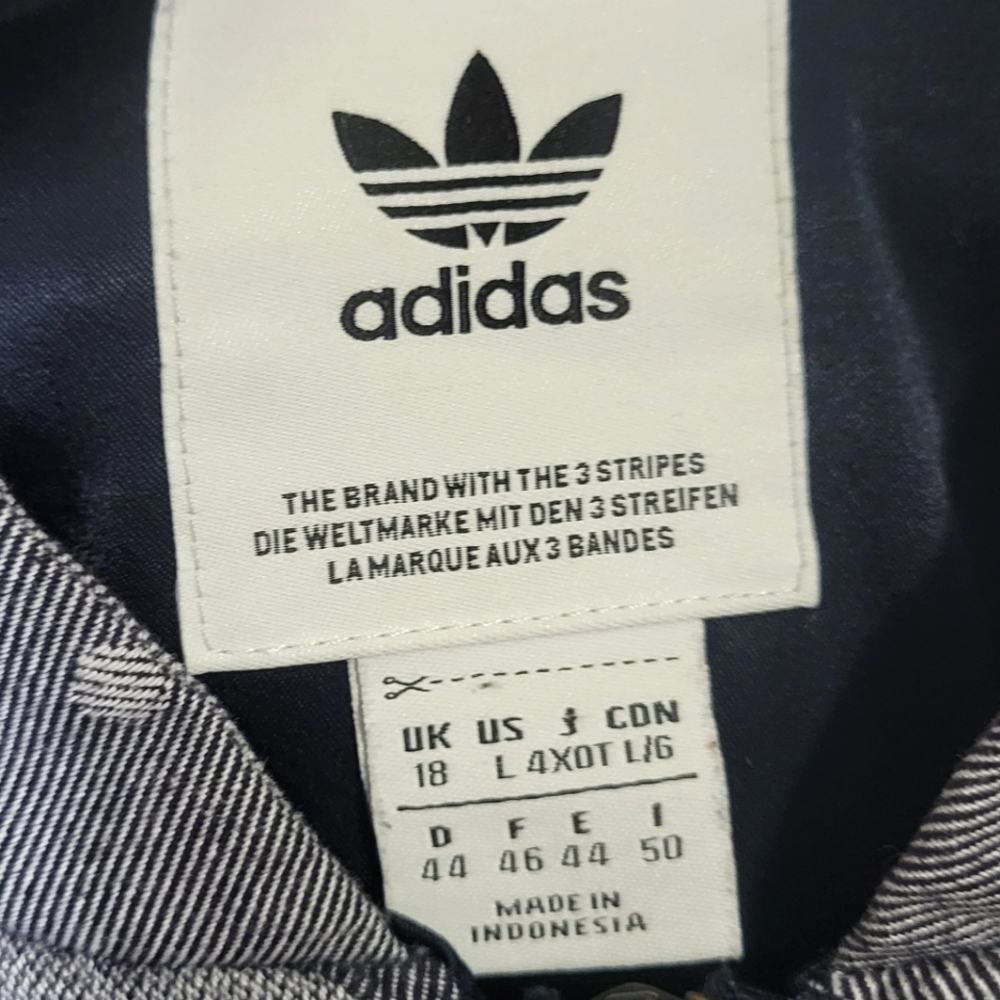 adidas
THE BRAND WITH THE 3 STRIPES
DIE WELTMARKE MIT DEN 3 STREIFEN
LA MARQUE AUX 3 BANDES
UK US J CDN
18 L 4XOT L/G
D F E I
44 46 44 50
MADE IN
INDONESIA